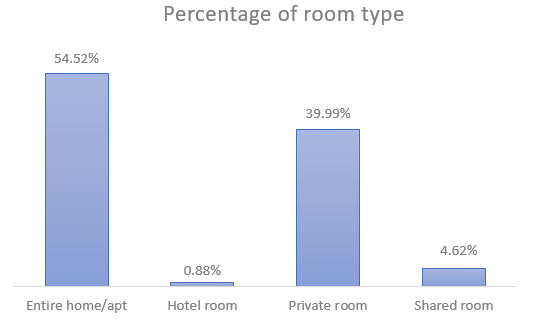 Percentage of room type
54.52%
0.88%
39.99%
4.62%
Entire home/apt
Hotel room
Private room
Shared room